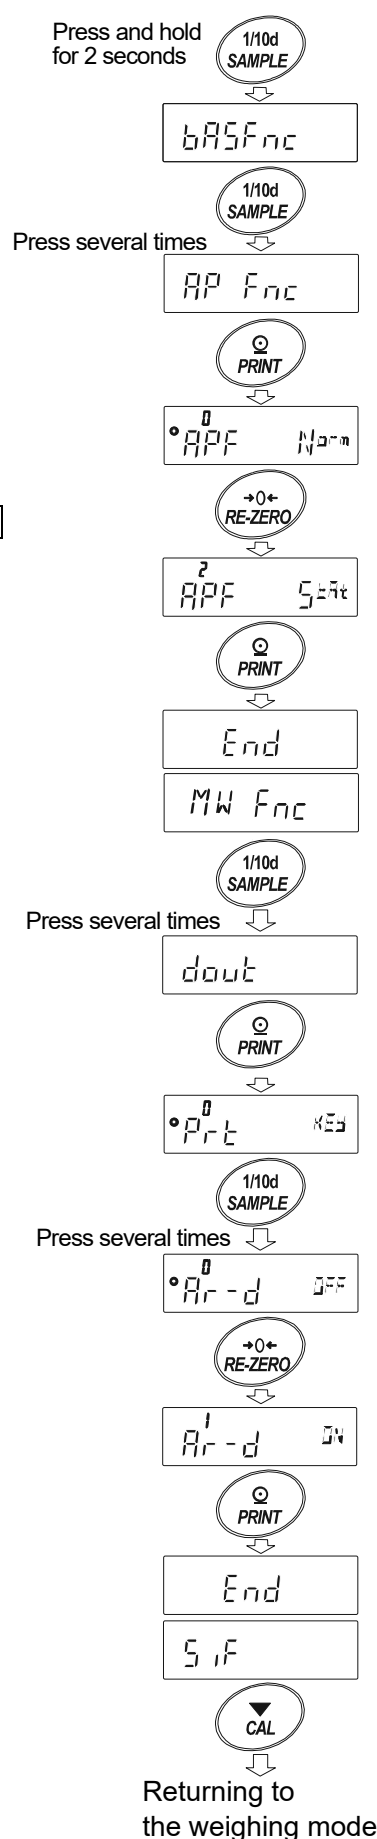 Press and hold
for 2 seconds
1/10d
SAMPLE
bASFnc
1/10d
SAMPLE
Press several times
AP Fnc
PRINT
0
APF Norm
→0←
RE-ZERO
2
APF StAt
PRINT
End
MW Fnc
1/10d
SAMPLE
Press several times
dout
PRINT
0
Prt KEY
1/10d
SAMPLE
Press several times
0
Ar-d OFF
→0←
RE-ZERO
1
Ar-d ON
PRINT
End
SiF
CAL
Returning to
the weighing mode